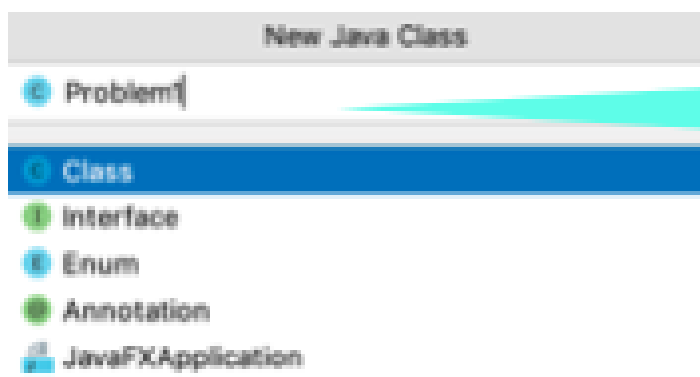 New Java Class
Problem1
Class
Interface
Enum
Annotation
JavaFXApplication